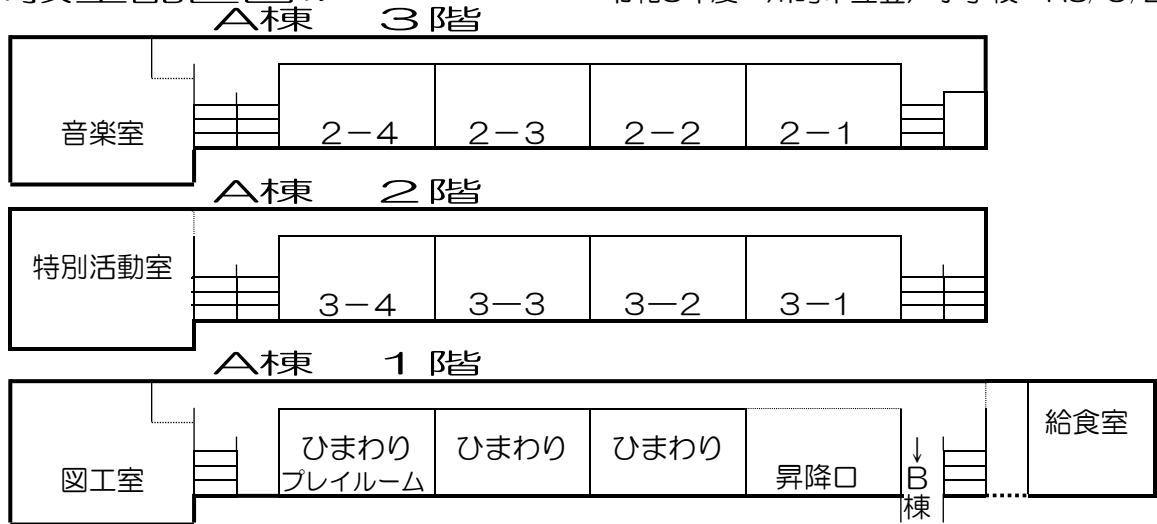 A棟　3階
音楽室
2－4　2－3　2－2　2－1
A棟　2階
特別活動室
3－4　3－3　3－2　3－1
A棟　1階
ひまわり　ひまわり　ひまわり
プレイルーム
図工室
昇降口
↓
B
棟
給食室